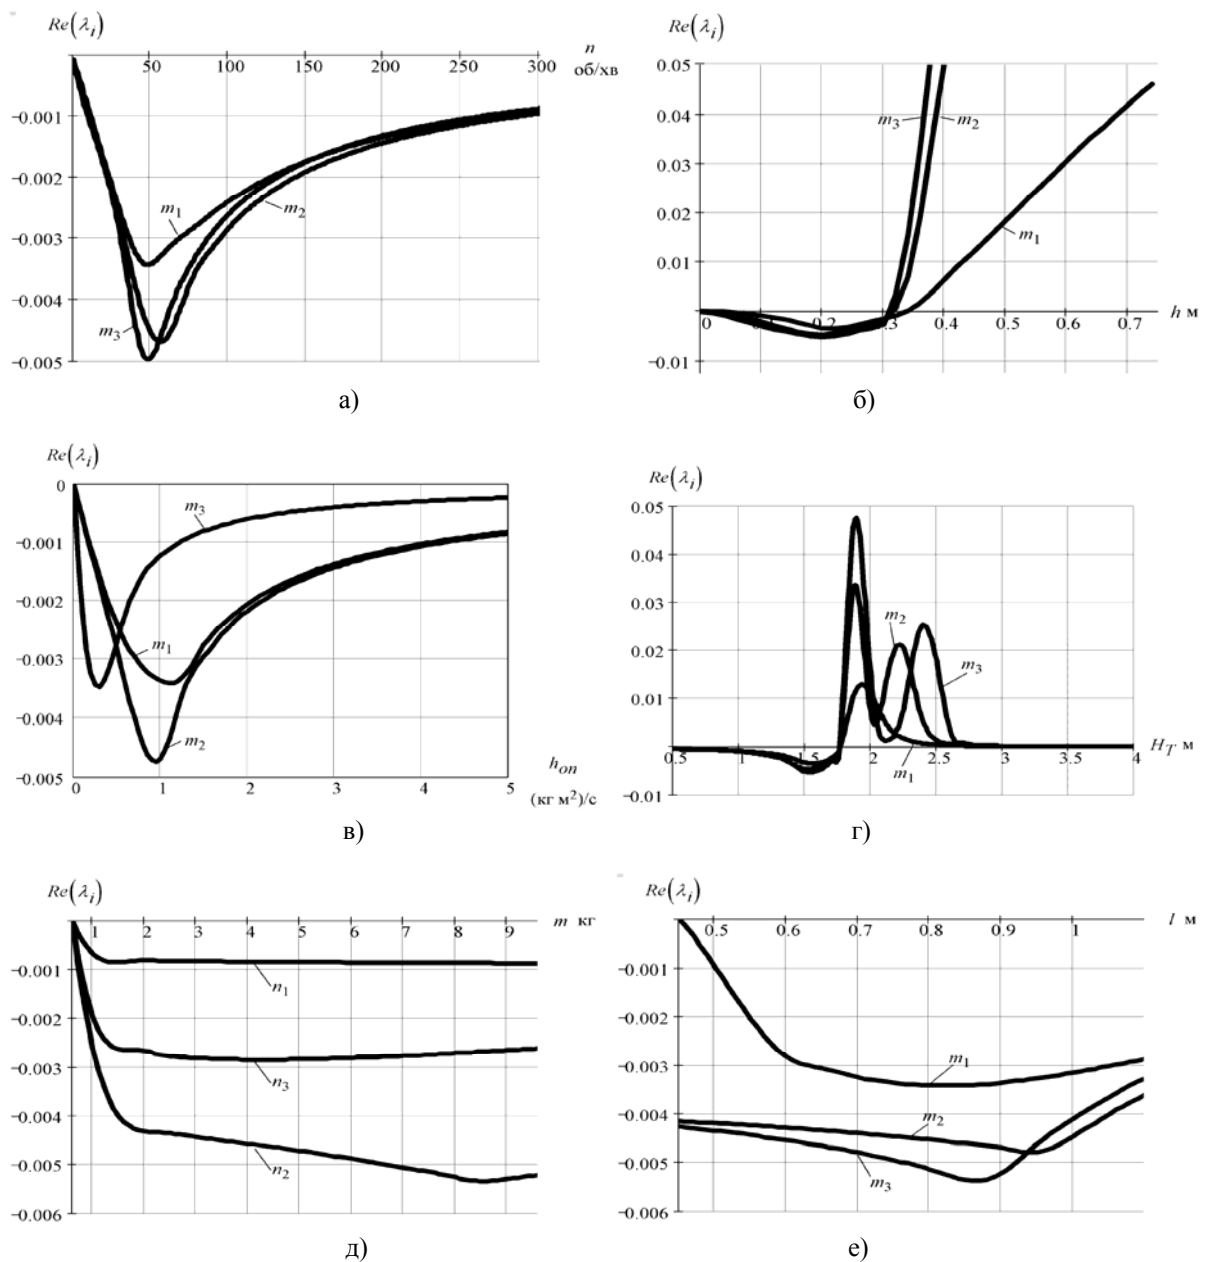 Re(λi)
n
об/хв
50 100 150 200 250 300
-0.001
-0.002
-0.003
-0.004
-0.005
m1
m2
m3
а)
Re(λi)
0.05
0.04
0.03
0.02
0.01
-0.01
0 0.1 0.2 0.3 0.4 0.5 0.6 0.7
h м
m3
m2
m1
б)
Re(λi)
0
-0.001
-0.002
-0.003
-0.004
-0.005
0 1 2 3 4 5
hоп
(кг м²)/с
m3
m1
m2
в)
Re(λi)
0.05
0.04
0.03
0.02
0.01
-0.01
0.5 1 1.5 2 2.5 3 3.5 4
HT м
m2
m3
m1
г)
Re(λi)
1 2 3 4 5 6 7 8 9
m кг
-0.001
-0.002
-0.003
-0.004
-0.005
-0.006
n1
n3
n2
д)
Re(λi)
0.5 0.6 0.7 0.8 0.9 1
l м
-0.001
-0.002
-0.003
-0.004
-0.005
-0.006
m1
m2
m3
е)